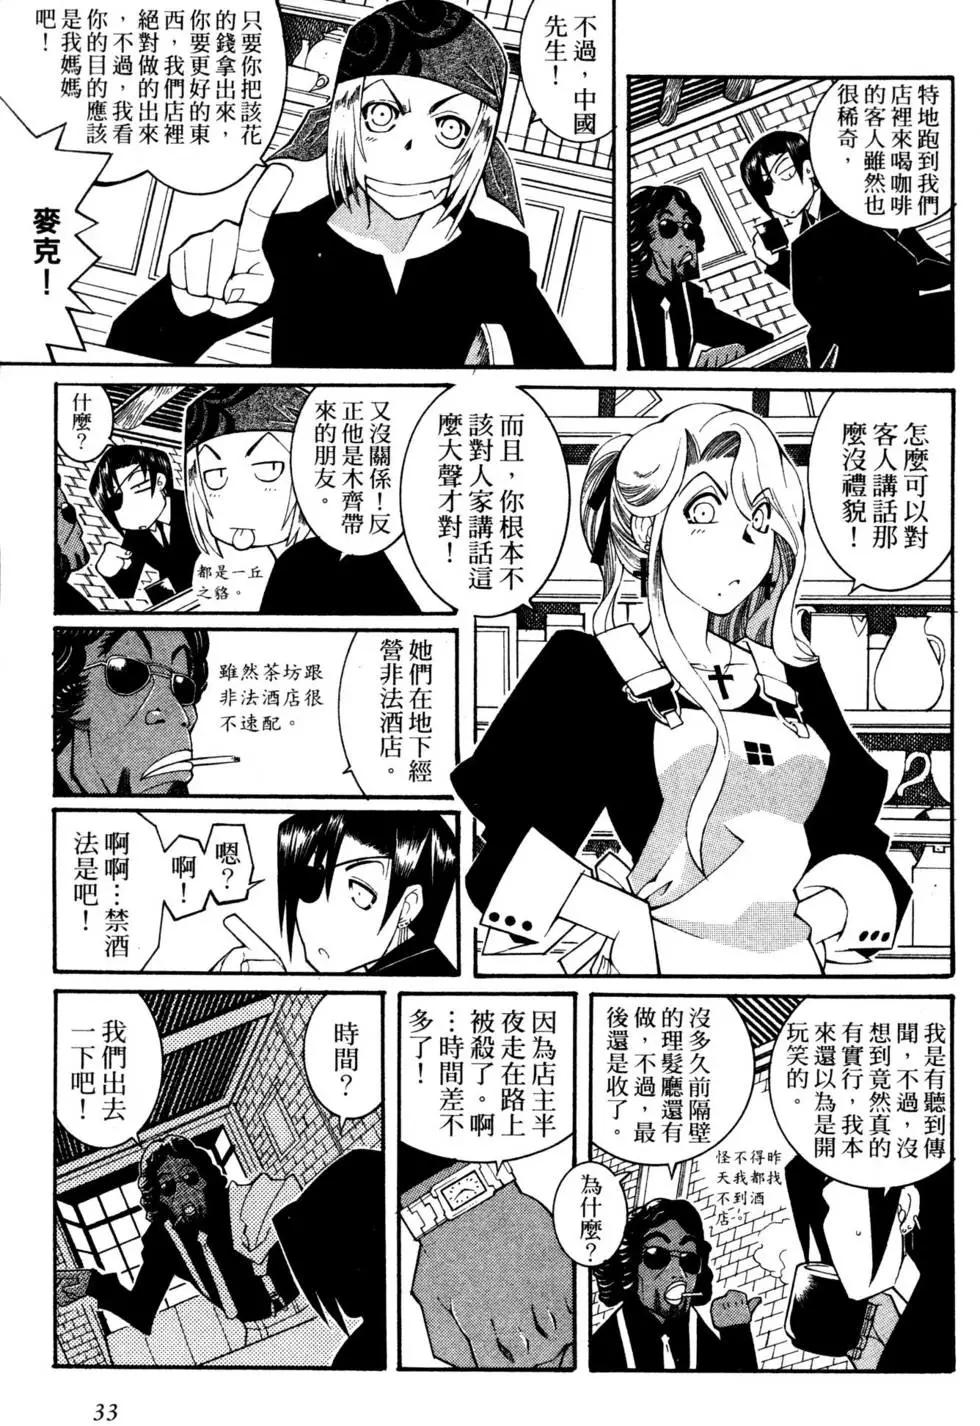 特地跑到我們
店裡來喝咖啡
的客人雖然也
很稀奇，
不過，中國
先生！
只要你把該花
的錢拿出來，
你要更好的東
西，我們店裡
絕對做的出來
，不過，我看
你的目的應該
是我媽媽
吧！
麥克！
怎麼可以對
客人講話那
麼沒禮貌！
而且，你根本不
該對人家講話這
麼大聲才對！
又沒關係！反
正他是木齊帶
來的朋友。
都是一丘
之貉。
什麼？
她們在地下經
營非法酒店。
雖然茶坊跟
非法酒店很
不速配。
嗯？
啊！
啊啊…禁酒
法是吧！
我是有聽到傳
聞，不過，沒
想到竟然真的
有實行，我本
來還以為是開
玩笑的。
怪不得昨
天我都找
不到酒
店…。
沒多久前隔壁
的理髮廳還有
做，不過，最
後還是收了。
為什麼？
因為店主半
夜走在路上
被殺了。啊
…時間差不
多了！
時間？
我們出去
一下吧！
33